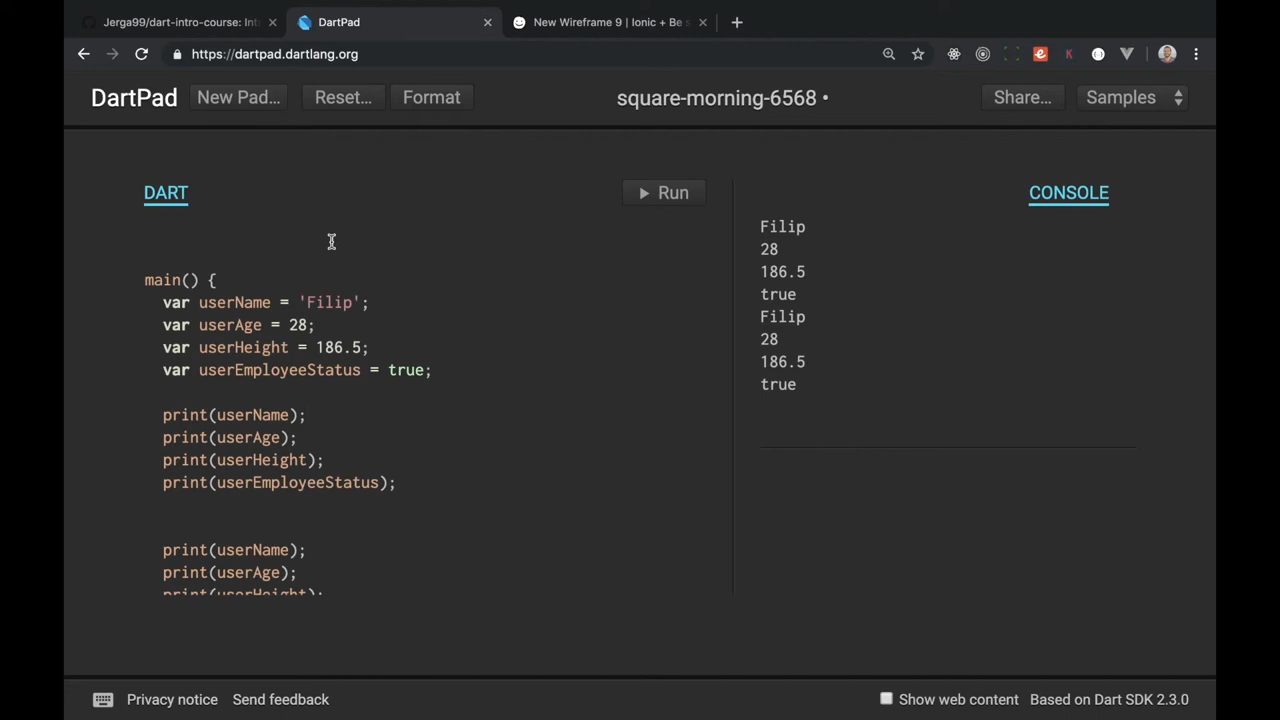 Jerga99/dart-intro-course: Int
DartPad
New Wireframe 9 | Ionic + Be s
https://dartpad.dartlang.org
DartPad
New Pad...
Reset...
Format
square-morning-6568 •
Share...
Samples
DART
Run
CONSOLE
main() {
var userName = 'Filip';
var userAge = 28;
var userHeight = 186.5;
var userEmployeeStatus = true;
print(userName);
print(userAge);
print(userHeight);
print(userEmployeeStatus);
print(userName);
print(userAge);
print(userHeight);
Filip
28
186.5
true
Filip
28
186.5
true
Privacy notice
Send feedback
Show web content
Based on Dart SDK 2.3.0